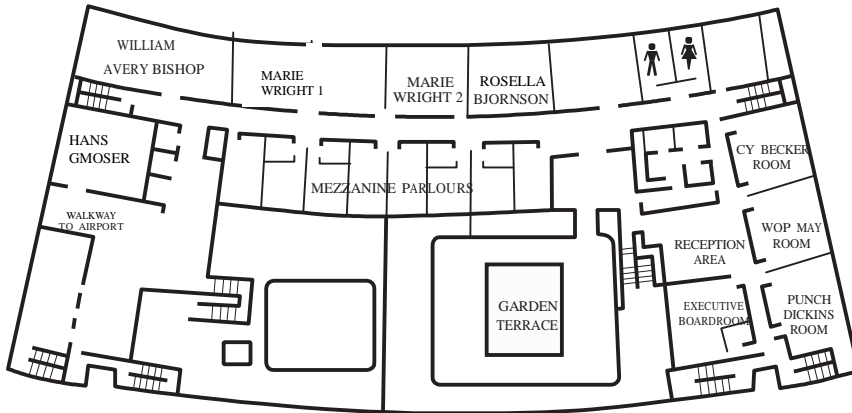 WILLIAM
AVERY BISHOP
MARIE
WRIGHT 1
MARIE
WRIGHT 2
ROSELLA
BJORNSON
HANS
GMOSER
CY BECKER
ROOM
MEZZANINE PARLOURS
WALKWAY
TO AIRPORT
RECEPTION
AREA
WOP MAY
ROOM
GARDEN
TERRACE
EXECUTIVE
BOARDROOM
PUNCH
DICKINS
ROOM